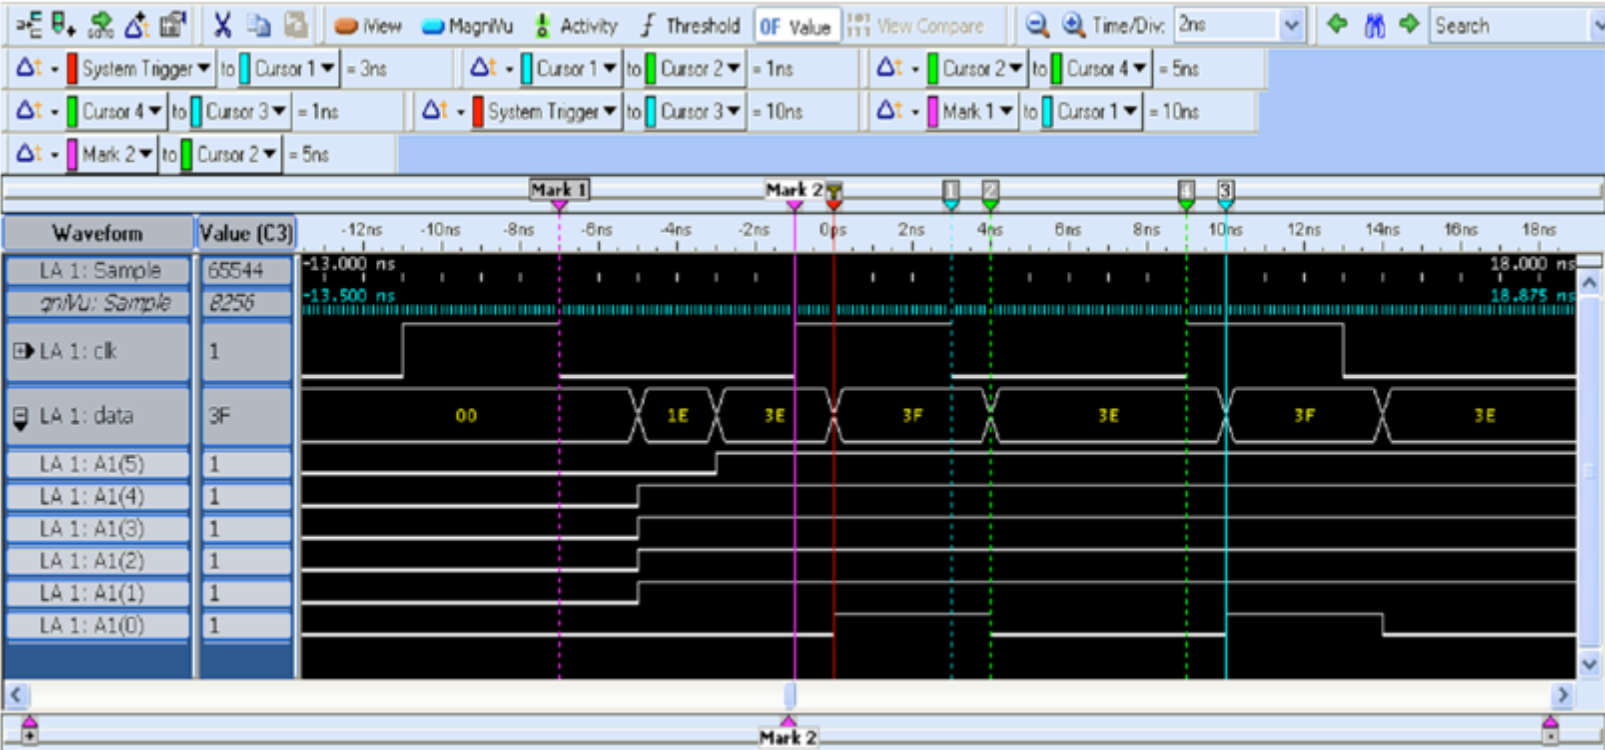 iView MagniVu Activity Threshold 0F Value View Compare Time/Div: 2ns Search
Δt System Trigger to Cursor 1 = 3ns Δt Cursor 1 to Cursor 2 = 1ns Δt Cursor 2 to Cursor 4 = 5ns
Δt Cursor 4 to Cursor 3 = 1ns Δt System Trigger to Cursor 3 = 10ns Δt Mark 1 to Cursor 1 = 10ns
Δt Mark 2 to Cursor 2 = 5ns
Mark 1 Mark 2 T 1 2 4 3
Waveform Value (C3) -12ns -10ns -8ns -6ns -4ns -2ns 0ps 2ns 4ns 6ns 8ns 10ns 12ns 14ns 16ns 18ns
LA 1: Sample 65544 -13.000 ns 18.000 ns
gniVu: Sample 8256 -13.500 ns 18.875 ns
LA 1: clk 1
LA 1: data 3F 00 1E 3E 3F 3E 3F 3E
LA 1: A1(5) 1
LA 1: A1(4) 1
LA 1: A1(3) 1
LA 1: A1(2) 1
LA 1: A1(1) 1
LA 1: A1(0) 1
Mark 2